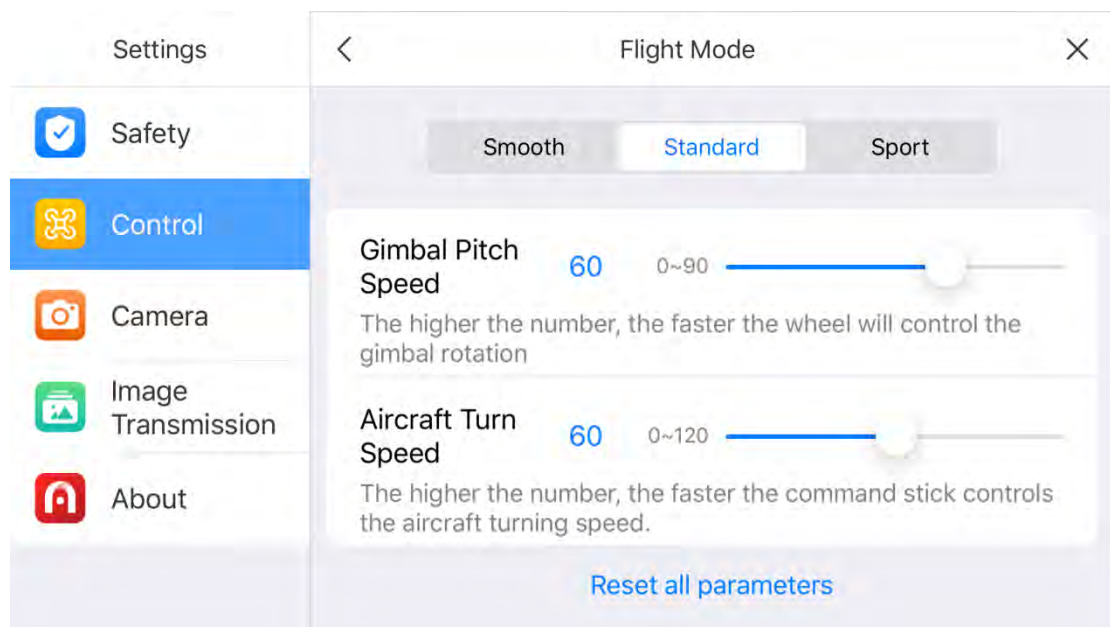 Settings
Safety
Control
Camera
Image
Transmission
About
Flight Mode
Smooth
Standard
Sport
Gimbal Pitch
Speed
60
0~90
The higher the number, the faster the wheel will control the
gimbal rotation
Aircraft Turn
Speed
60
0~120
The higher the number, the faster the command stick controls
the aircraft turning speed.
Reset all parameters